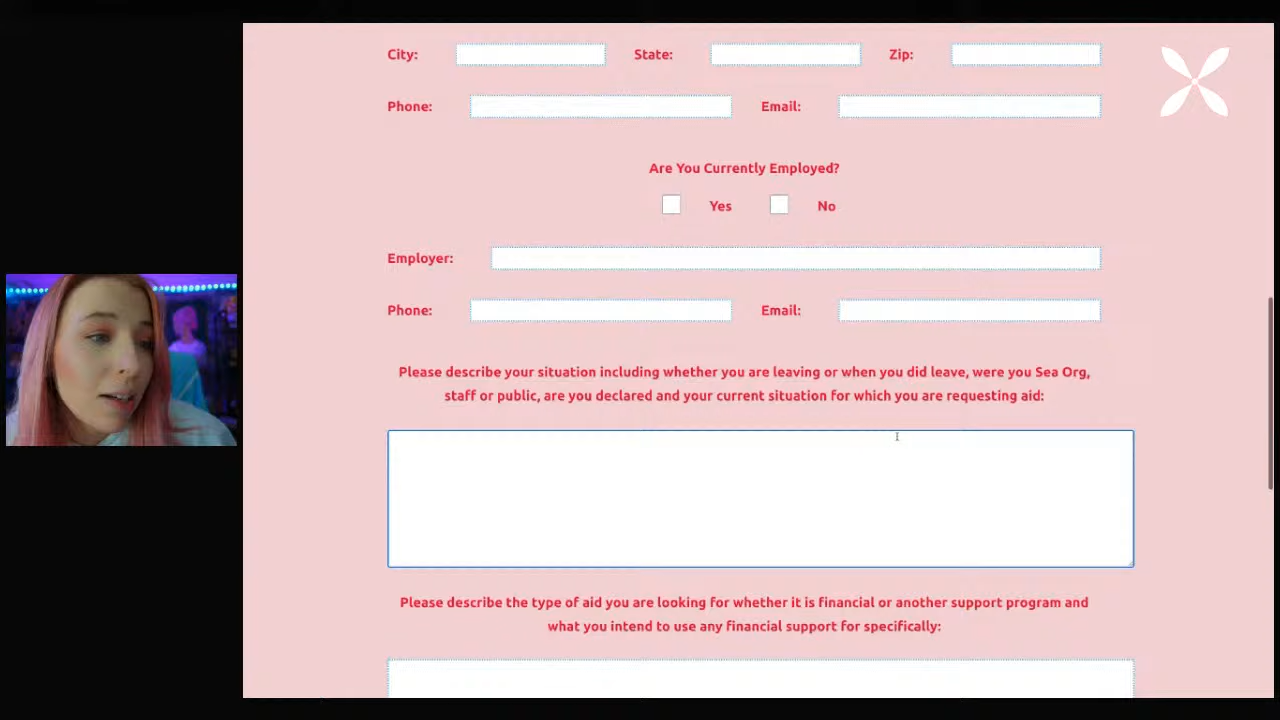 City: State: Zip:
Phone: Email:
Are You Currently Employed?
Yes No
Employer:
Phone: Email:
Please describe your situation including whether you are leaving or when you did leave, were you Sea Org,
staff or public, are you declared and your current situation for which you are requesting aid:
Please describe the type of aid you are looking for whether it is financial or another support program and
what you intend to use any financial support for specifically: